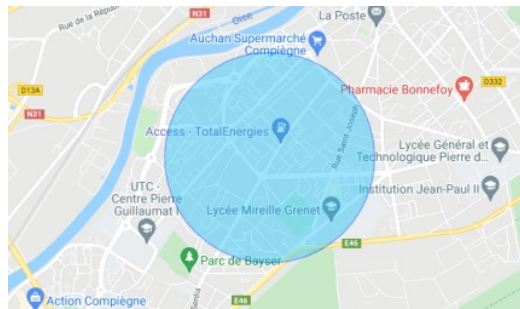 N31
Oise
La Poste
Rue de la Républ
Auchan Supermarché
Compiègne
D13A
N31
Pharmacie Bonnefoy
D332
Access - TotalEnergies
Rue Saint-Joseph
Lycée Général et
Technologique Pierre d...
UTC -
Centre Pierre
Guillaumat I
Institution Jean-Paul II
Lycée Mireille Grenet
E46
Parc de Bayser
Action Compiègne
E46
Senlis